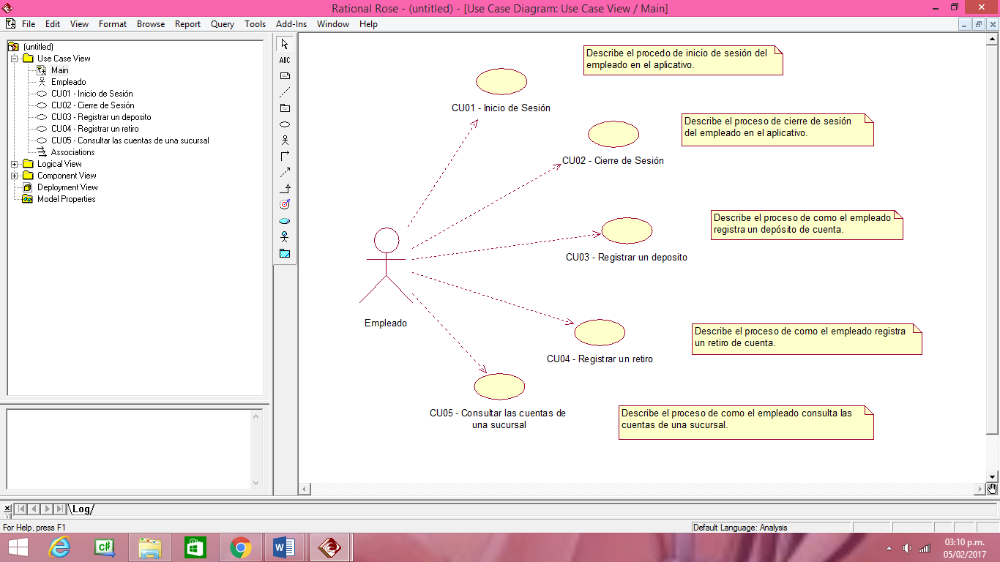 Rational Rose - (untitled) - [Use Case Diagram: Use Case View / Main]
File Edit View Format Browse Report Query Tools Add-Ins Window Help
(untitled)
Use Case View
Main
Empleado
CU01 - Inicio de Sesión
CU02 - Cierre de Sesión
CU03 - Registrar un deposito
CU04 - Registrar un retiro
CU05 - Consultar las cuentas de una sucursal
Associations
Logical View
Component View
Deployment View
Model Properties
ABC
Describe el procedo de inicio de sesión del
empleado en el aplicativo.
CU01 - Inicio de Sesión
Describe el proceso de cierre de sesión
del empleado en el aplicativo.
CU02 - Cierre de Sesión
Describe el proceso de como el empleado
registra un depósito de cuenta.
CU03 - Registrar un deposito
Empleado
Describe el proceso de como el empleado registra
un retiro de cuenta.
CU04 - Registrar un retiro
CU05 - Consultar las cuentas de
una sucursal
Describe el proceso de como el empleado consulta las
cuentas de una sucursal.
Log
For Help, press F1
Default Language: Analysis
C#
W
03:10 p.m.
05/02/2017